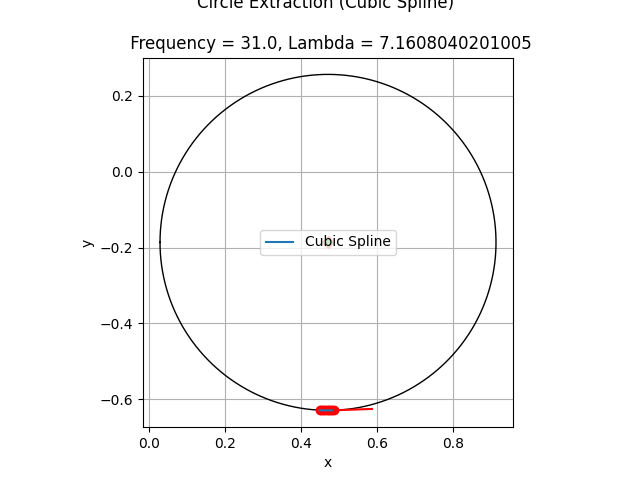 Circle Extraction (Cubic Spline)
Frequency = 31.0, Lambda = 7.1608040201005
0.2
0.0
−0.2
−0.4
−0.6
y
Cubic Spline
0.0 0.2 0.4 0.6 0.8
x